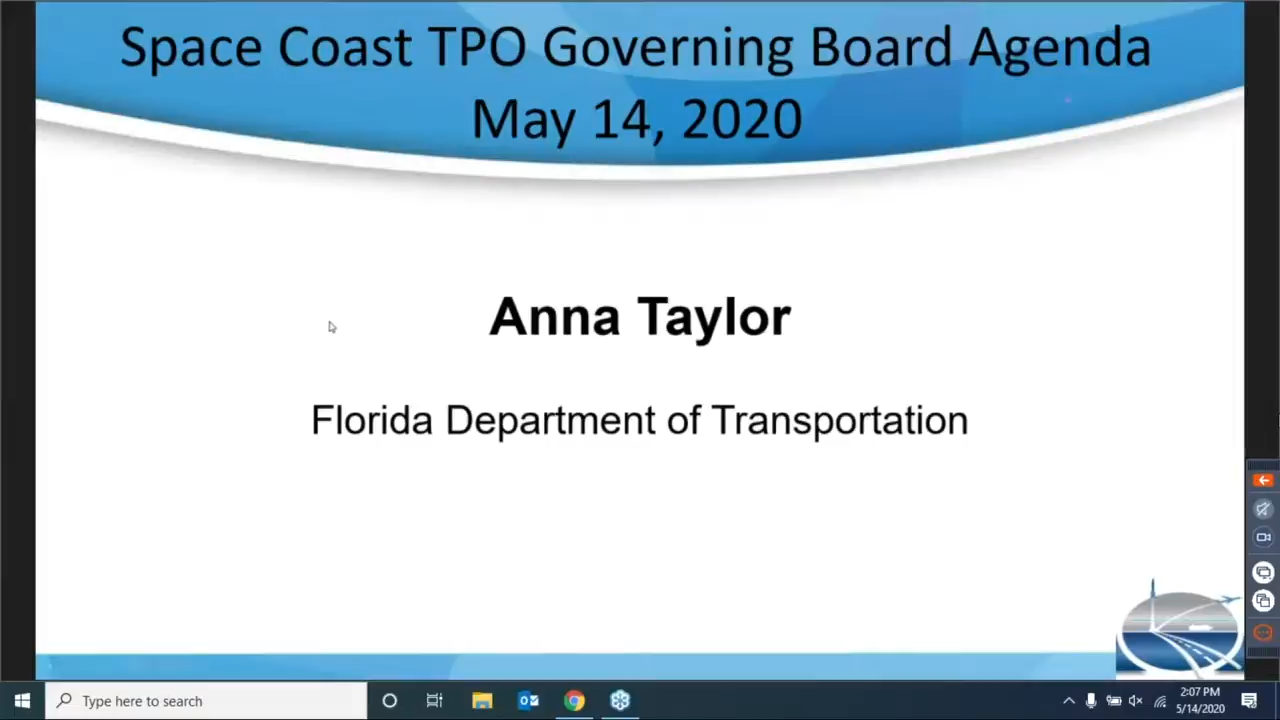 Space Coast TPO Governing Board Agenda
May 14, 2020
Anna Taylor
Florida Department of Transportation
Type here to search
2:07 PM
5/14/2020